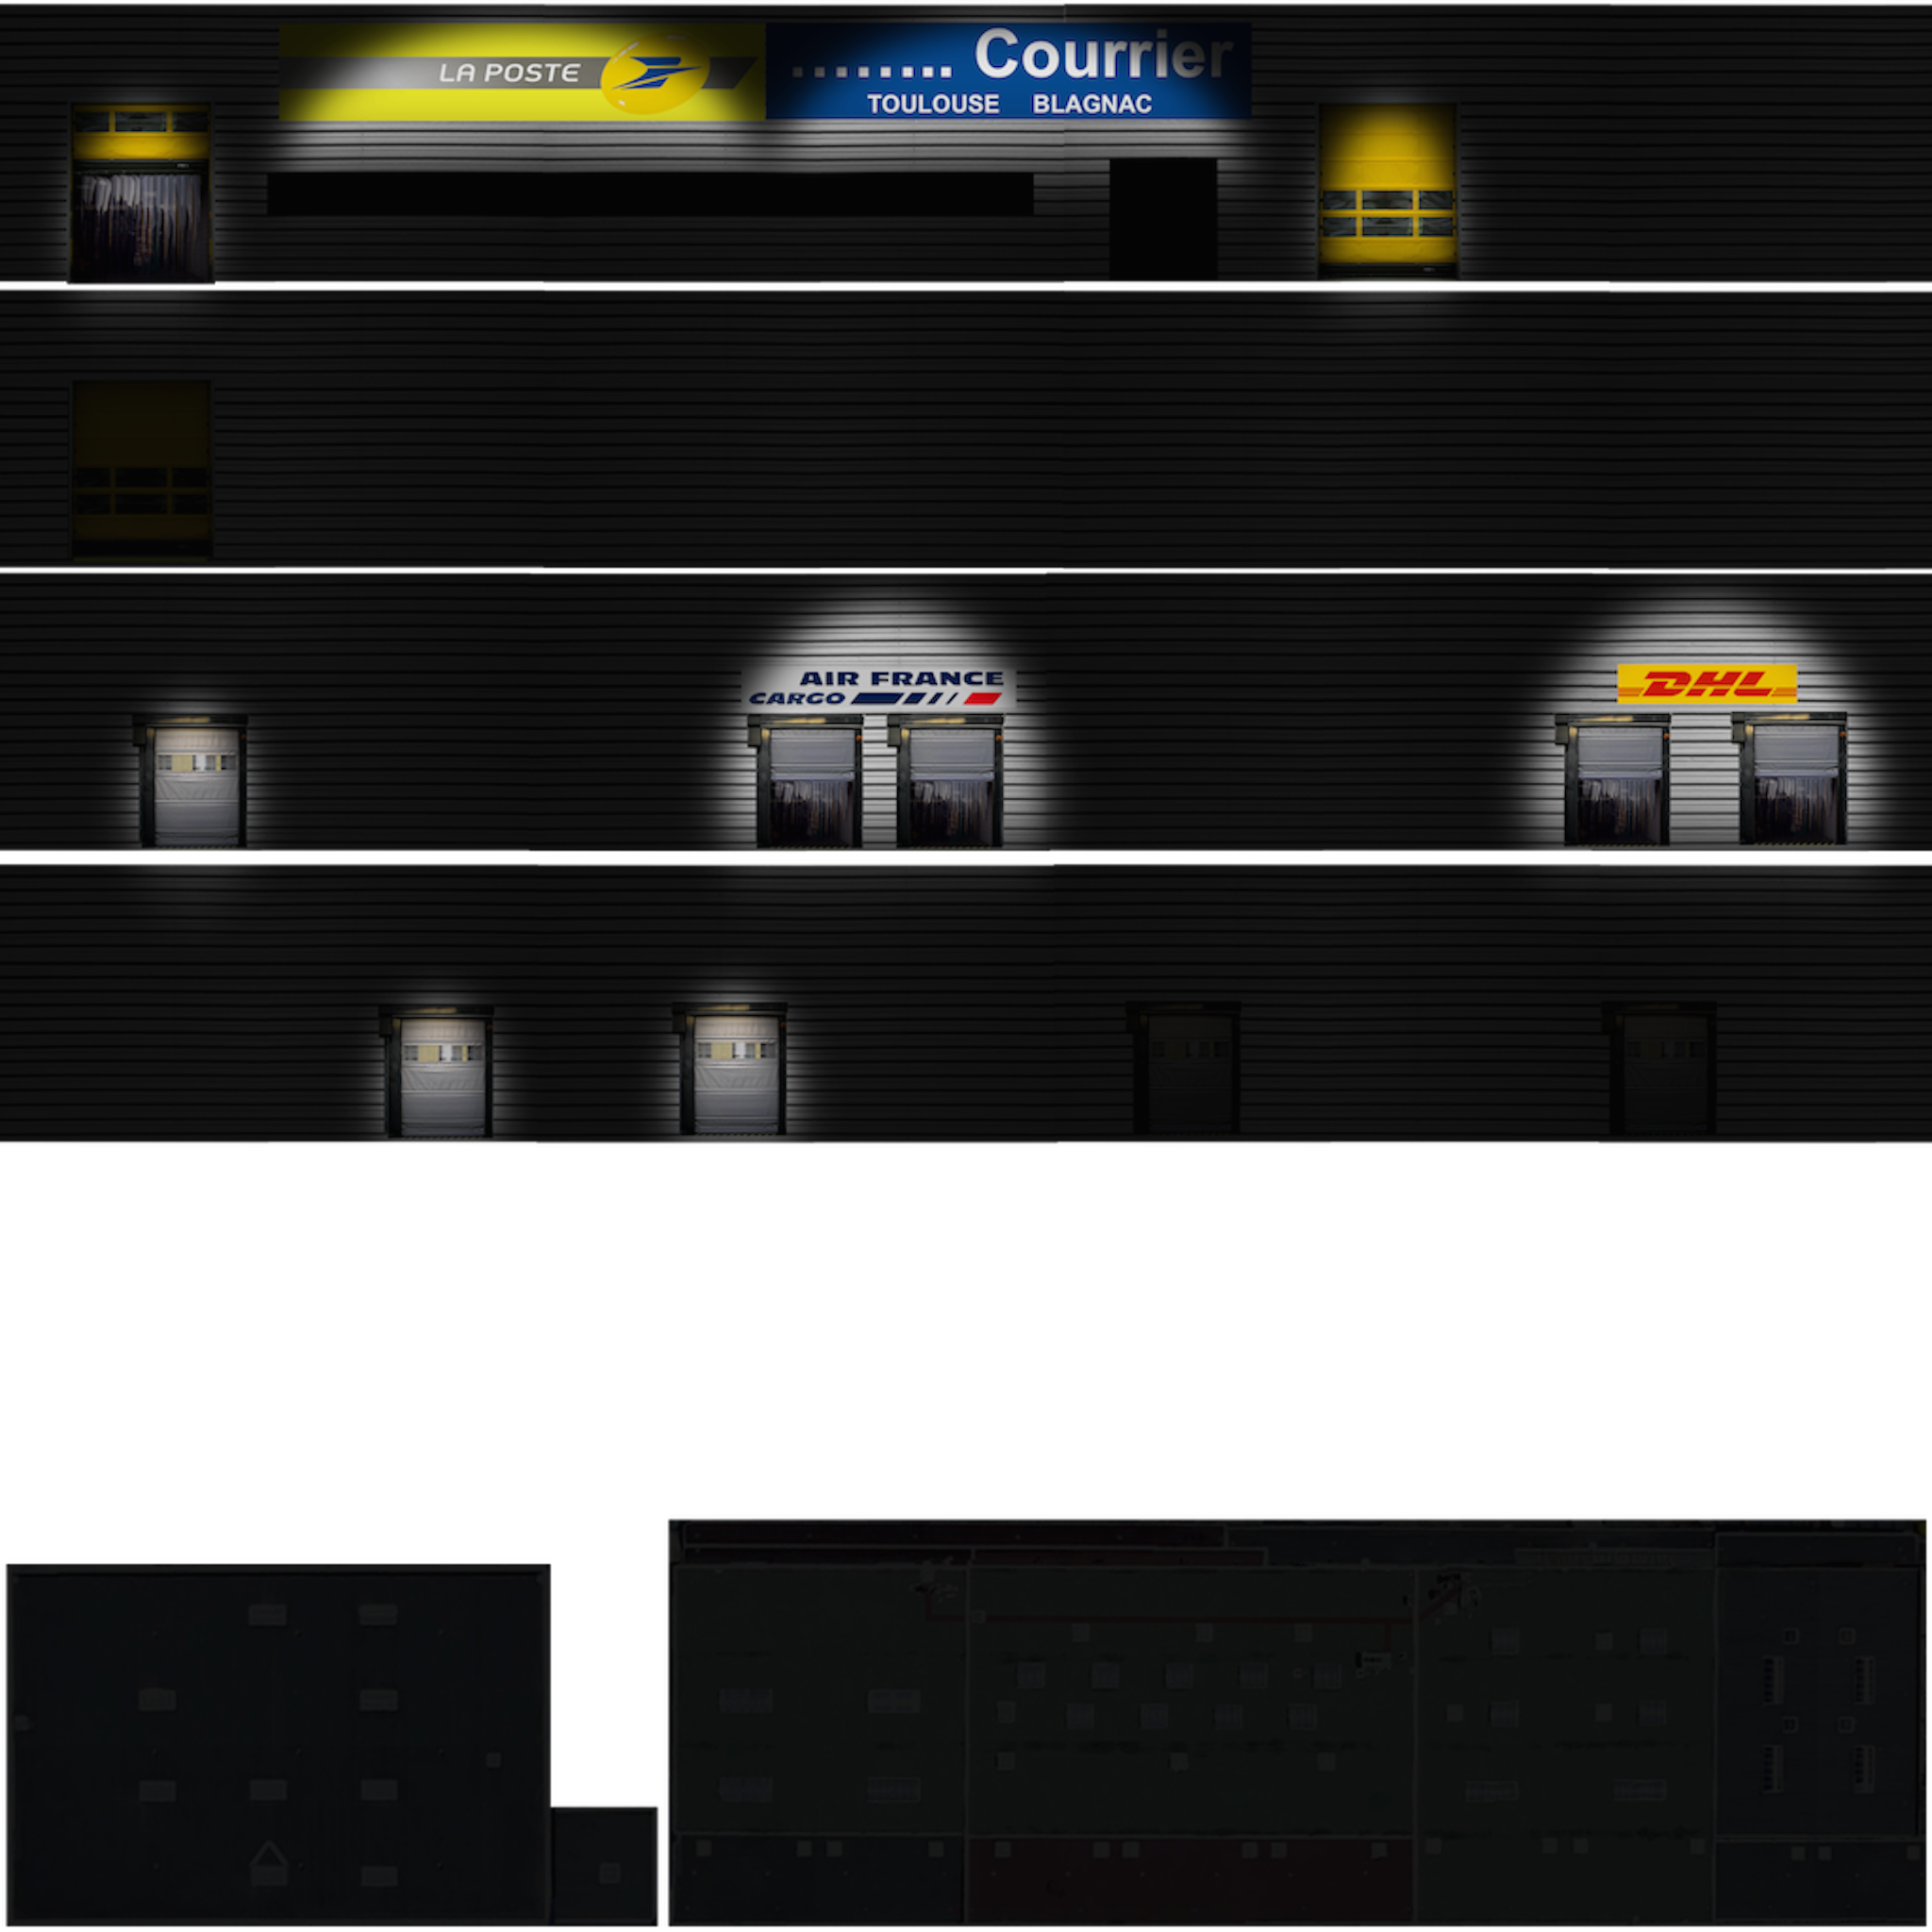 LA POSTE
........ Courrier
TOULOUSE BLAGNAC
AIR FRANCE
CARGO
DHL